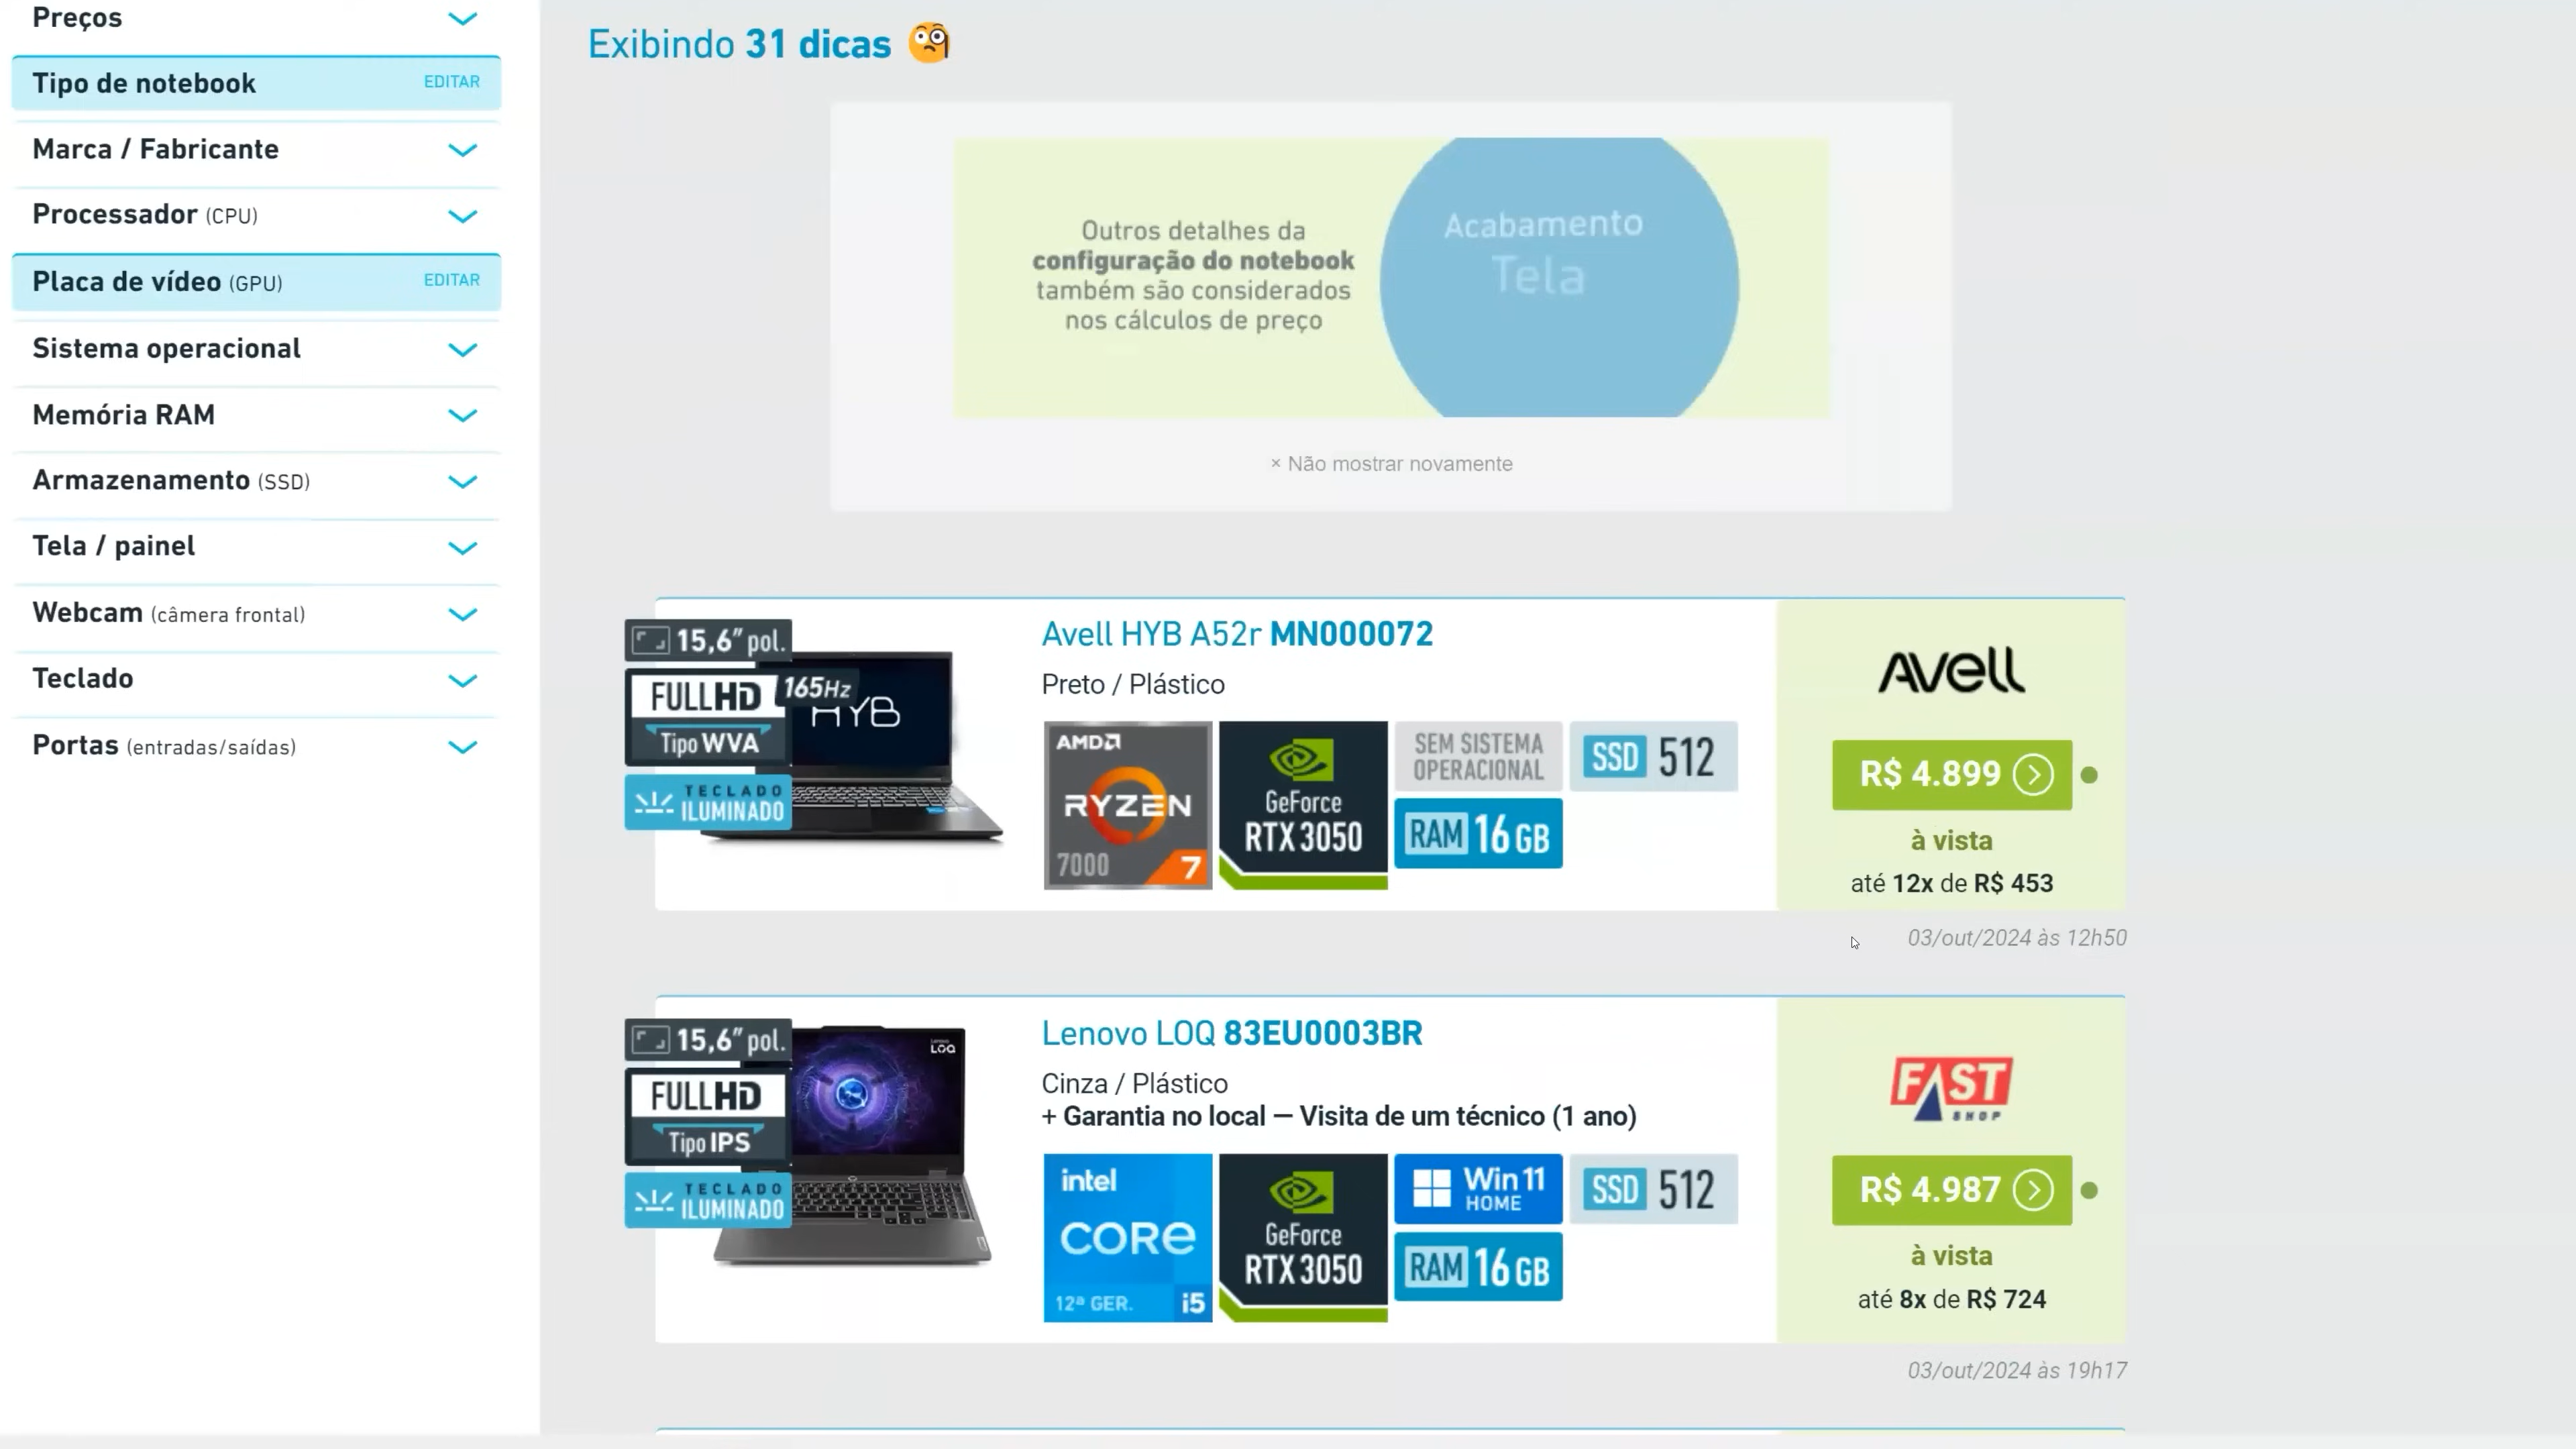 Preços
Tipo de notebook EDITAR
Marca / Fabricante
Processador (CPU)
Placa de vídeo (GPU) EDITAR
Sistema operacional
Memória RAM
Armazenamento (SSD)
Tela / painel
Webcam (câmera frontal)
Teclado
Portas (entradas/saídas)
Exibindo 31 dicas
Outros detalhes da
configuração do notebook
também são considerados
nos cálculos de preço
Acabamento
Tela
× Não mostrar novamente
15,6” pol.
FULLHD
165Hz
Tipo WVA
TECLADO
ILUMINADO
HYB
Avell HYB A52r MN000072
Preto / Plástico
AMD
RYZEN
7000 7
GeForce
RTX 3050
SEM SISTEMA
OPERACIONAL
SSD 512
RAM 16 GB
Avell
R$ 4.899
à vista
até 12x de R$ 453
03/out/2024 às 12h50
15,6” pol.
FULLHD
Tipo IPS
TECLADO
ILUMINADO
Lenovo
LOQ
Lenovo LOQ 83EU0003BR
Cinza / Plástico
+ Garantia no local — Visita de um técnico (1 ano)
intel
CORE
12ª GER. i5
GeForce
RTX 3050
Win 11
HOME
SSD 512
RAM 16 GB
FAST
SHOP
R$ 4.987
à vista
até 8x de R$ 724
03/out/2024 às 19h17